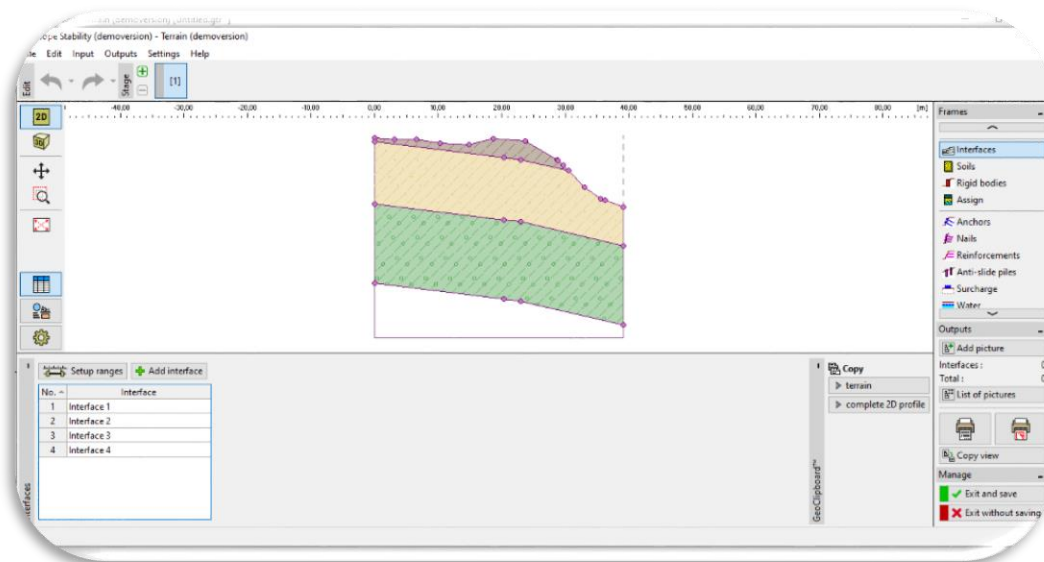 ope Stability (demoversion) - Terrain (demoversion)
Edit Input Outputs Settings Help
Edit
Stage
[1]
-40,00 -30,00 -20,00 -10,00 0,00 10,00 20,00 30,00 40,00 50,00 60,00 70,00 80,00 [m]
2D
3D
Frames
Interfaces
Soils
Rigid bodies
Assign
Anchors
Nails
Reinforcements
Anti-slide piles
Surcharge
Water
Outputs
Add picture
Interfaces : 0
Total : 0
List of pictures
Copy view
Manage
Exit and save
Exit without saving
Setup ranges Add interface
No. Interface
1 Interface 1
2 Interface 2
3 Interface 3
4 Interface 4
terfaces
GeoClipboard™
Copy
terrain
complete 2D profile